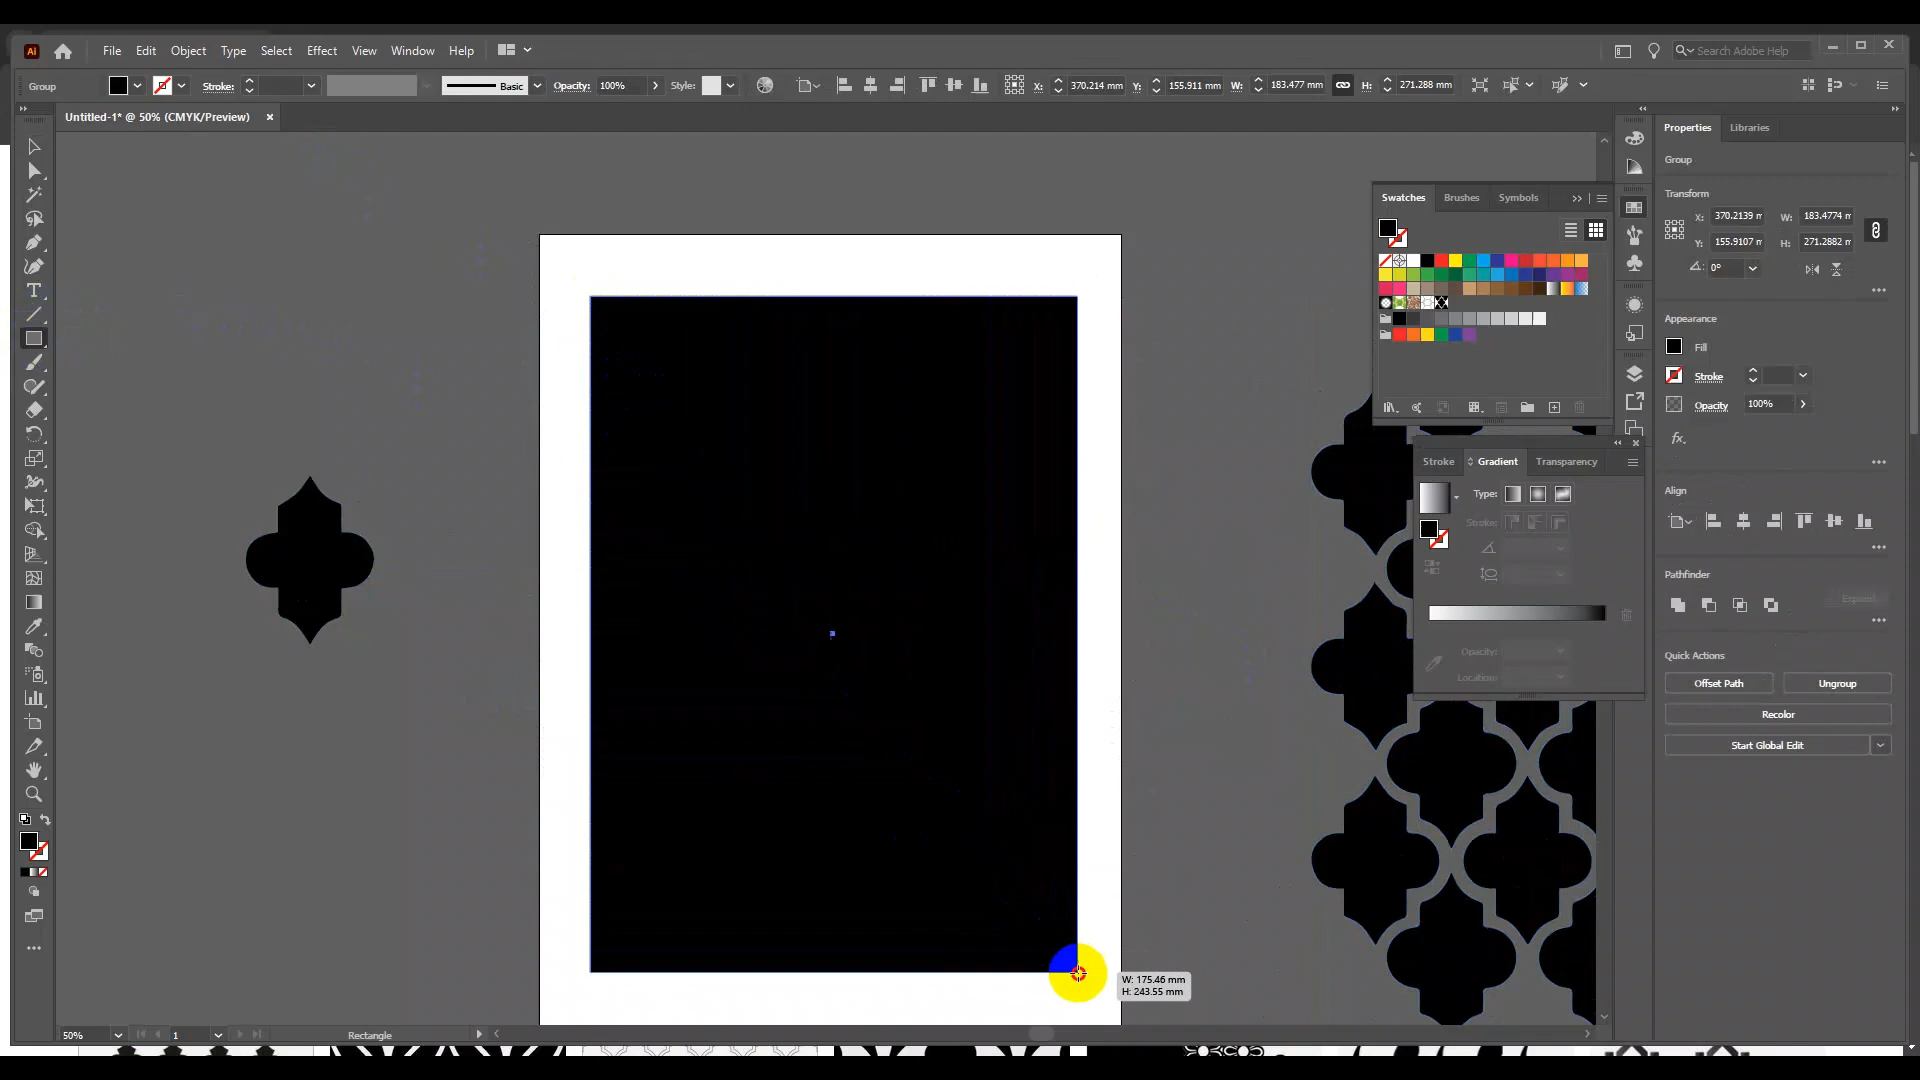 Ai File Edit Object Type Select Effect View Window Help Search Adobe Help
Group Stroke: Basic Opacity: 100% Style: X: 370.214 mm Y: 155.911 mm W: 183.477 mm H: 271.288 mm
Untitled-1* @ 50% (CMYK/Preview)
Properties Libraries
Group
Transform
X: 370.2139 m W: 183.4774 m
Y: 155.9107 m H: 271.2882 m
0°
Appearance
Fill
Stroke
Opacity 100%
fx
Align
Pathfinder
Expand
Quick Actions
Offset Path Ungroup
Recolor
Start Global Edit
Swatches Brushes Symbols
Stroke Gradient Transparency
Type:
Stroke:
Opacity:
Location:
W: 175.46 mm
H: 243.55 mm
50% 1 Rectangle